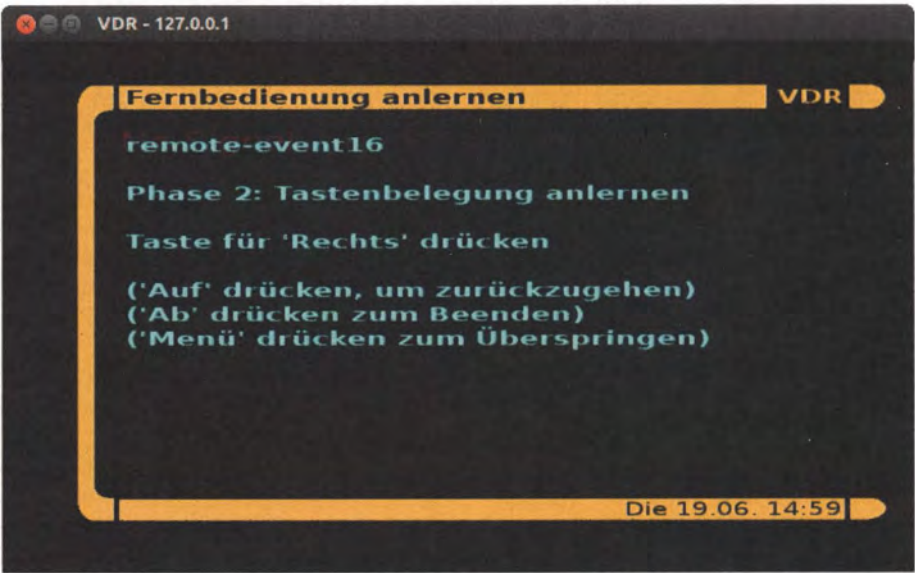 VDR - 127.0.0.1
Fernbedienung anlernen VDR
remote-event16
Phase 2: Tastenbelegung anlernen
Taste für 'Rechts' drücken
('Auf' drücken, um zurückzugehen)
('Ab' drücken zum Beenden)
('Menü' drücken zum Überspringen)
Die 19.06. 14:59